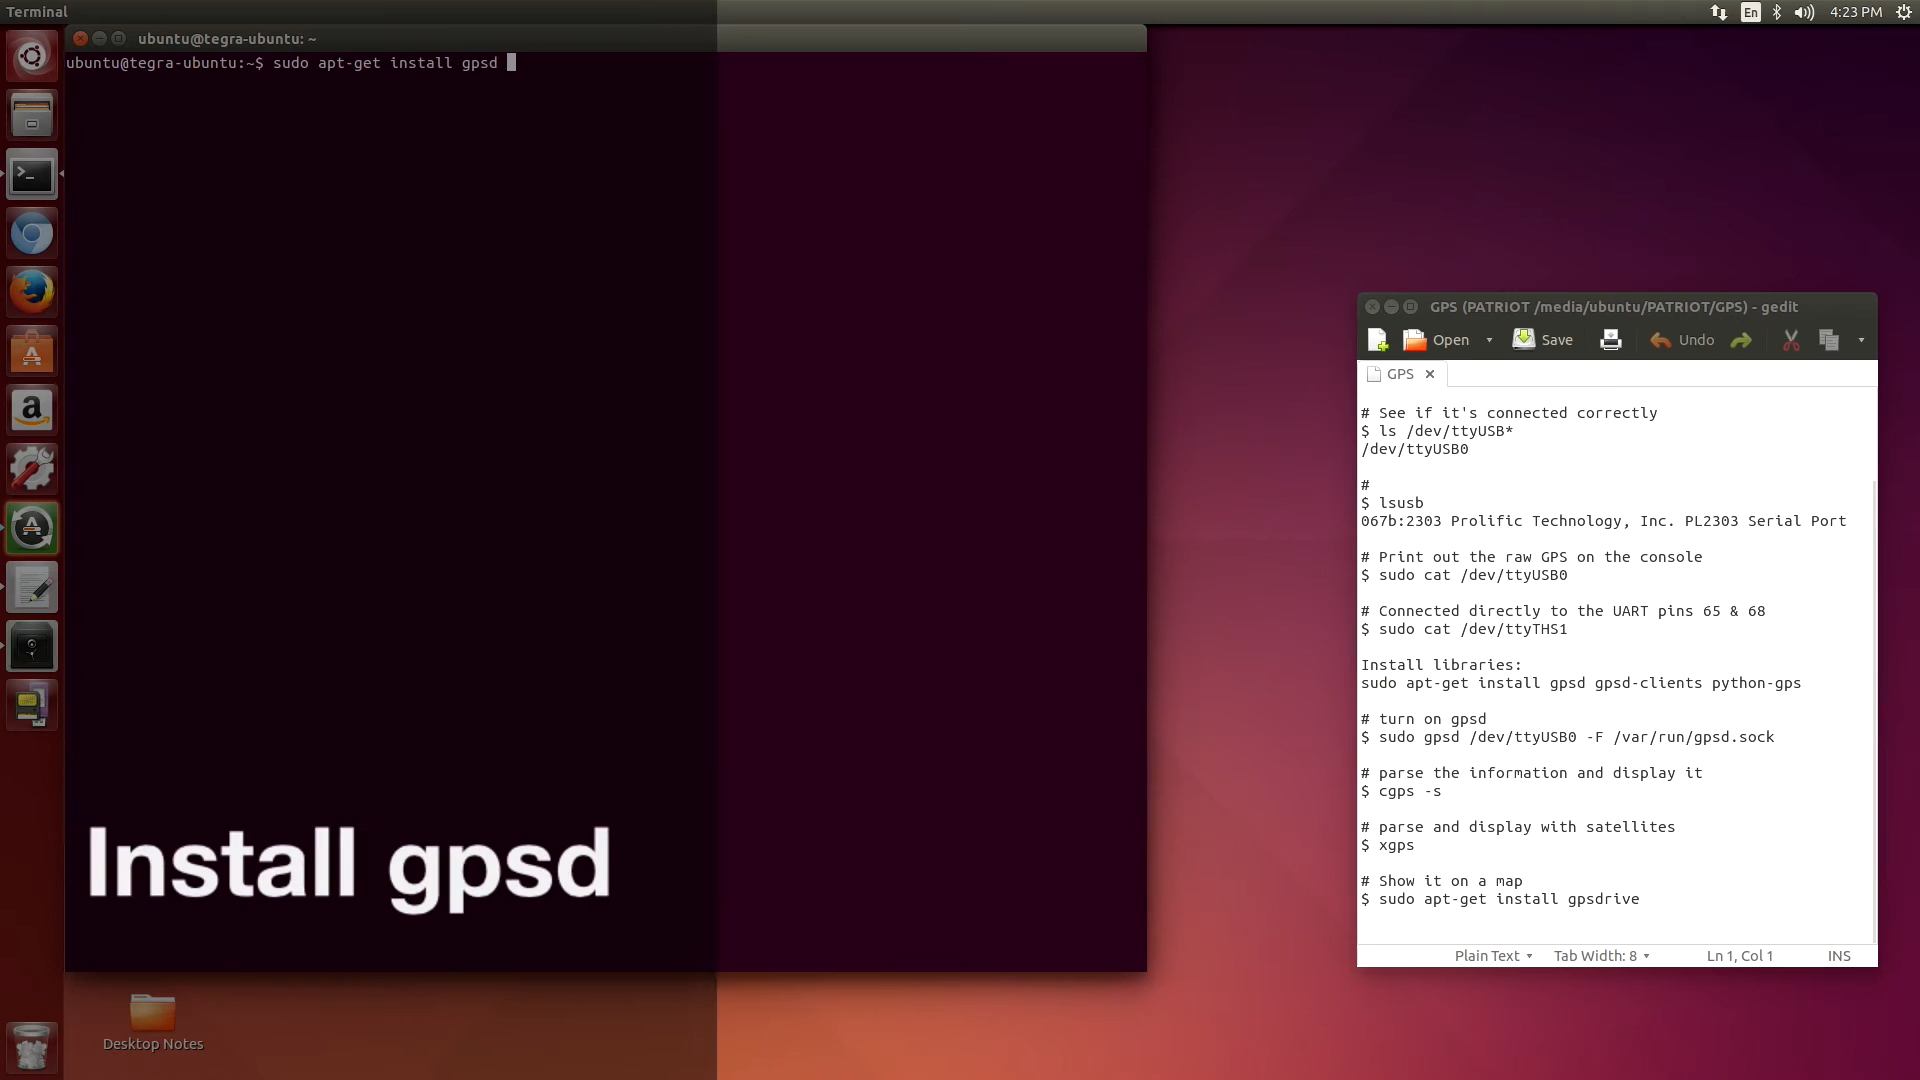 Terminal
En
4:23 PM
ubuntu@tegra-ubuntu: ~
ubuntu@tegra-ubuntu:~$ sudo apt-get install gpsd
Install gpsd
Desktop Notes
GPS (PATRIOT /media/ubuntu/PATRIOT/GPS) - gedit
Open Save Undo
GPS
# See if it's connected correctly
$ ls /dev/ttyUSB*
/dev/ttyUSB0
#
$ lsusb
067b:2303 Prolific Technology, Inc. PL2303 Serial Port
# Print out the raw GPS on the console
$ sudo cat /dev/ttyUSB0
# Connected directly to the UART pins 65 & 68
$ sudo cat /dev/ttyTHS1
Install libraries:
sudo apt-get install gpsd gpsd-clients python-gps
# turn on gpsd
$ sudo gpsd /dev/ttyUSB0 -F /var/run/gpsd.sock
# parse the information and display it
$ cgps -s
# parse and display with satellites
$ xgps
# Show it on a map
$ sudo apt-get install gpsdrive
Plain Text Tab Width: 8 Ln 1, Col 1 INS